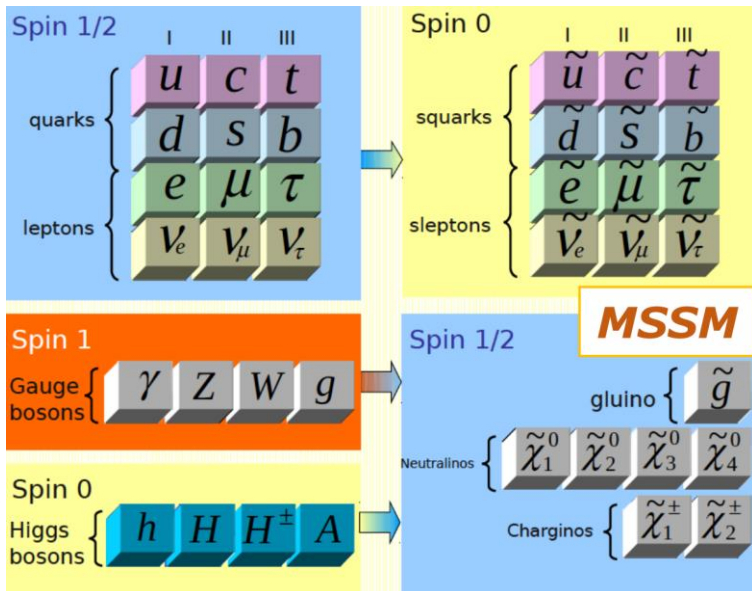 Spin 1/2
I II III
quarks
u c t
d s b
leptons
e μ τ
νe νμ ντ
Spin 0
I II III
squarks
ũ c̃ t̃
d̃ s̃ b̃
sleptons
ẽ μ̃ τ̃
ν̃e ν̃μ ν̃τ
MSSM
Spin 1
Gauge
bosons
γ Z W g
Spin 0
Higgs
bosons
h H H± A
Spin 1/2
gluino g̃
Neutralinos χ̃⁰₁ χ̃⁰₂ χ̃⁰₃ χ̃⁰₄
Charginos χ̃±₁ χ̃±₂